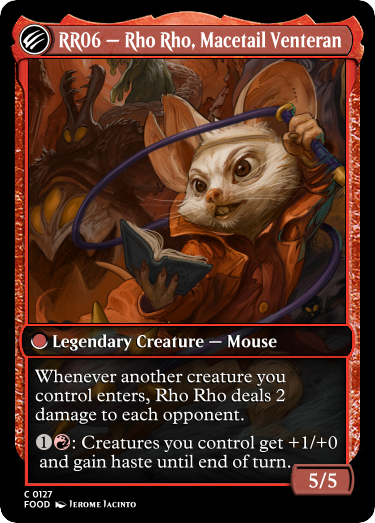 RR06 — Rho Rho, Macetail Venteran
Legendary Creature — Mouse
Whenever another creature you
control enters, Rho Rho deals 2
damage to each opponent.
1R: Creatures you control get +1/+0
and gain haste until end of turn.
5/5
C 0127
FOOD Jerome Jacinto